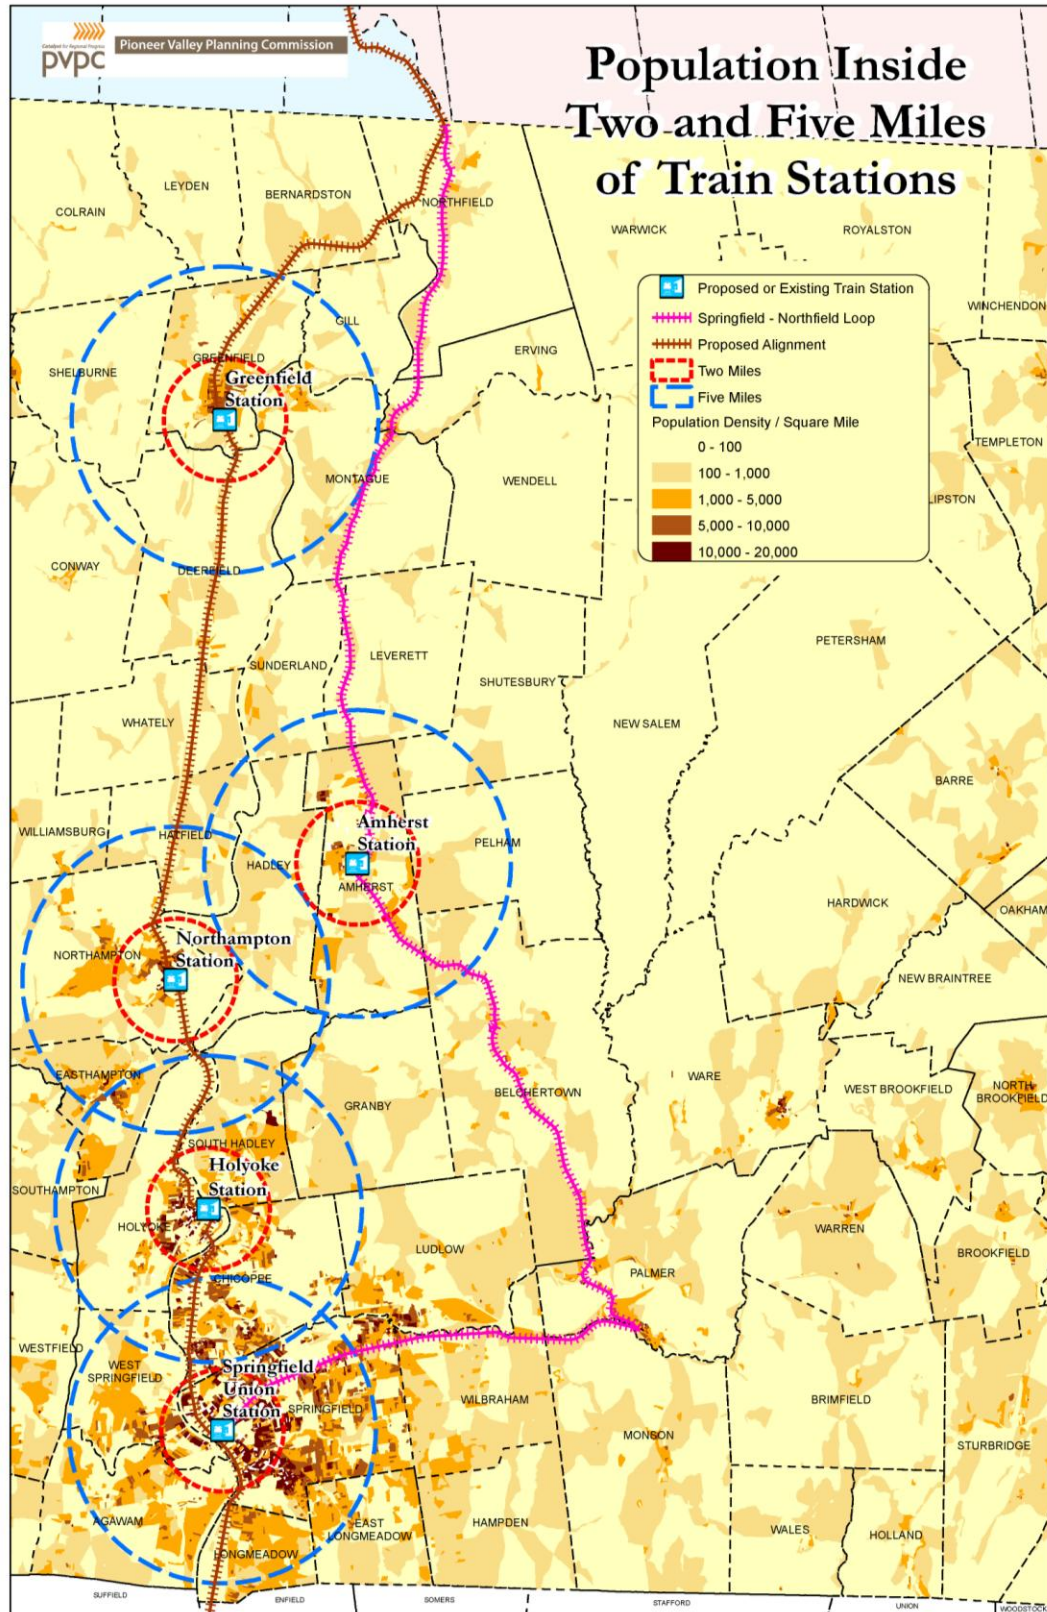 Catalyst for Regional Progress
pvpc
Pioneer Valley Planning Commission
Population Inside
Two and Five Miles
of Train Stations
LEYDEN
BERNARDSTON
COLRAIN
NORTHFIELD
WARWICK
ROYALSTON
Proposed or Existing Train Station
Springfield - Northfield Loop
Proposed Alignment
Two Miles
Five Miles
Population Density / Square Mile
0 - 100
100 - 1,000
1,000 - 5,000
5,000 - 10,000
10,000 - 20,000
WINCHENDON
GILL
ERVING
GREENFIELD
SHELBURNE
Greenfield
Station
TEMPLETON
MONTAGUE
WENDELL
LIPSTON
CONWAY
DEERFIELD
PETERSHAM
LEVERETT
SUNDERLAND
SHUTESBURY
WHATELY
NEW SALEM
BARRE
WILLIAMSBURG
HATFIELD
Amherst
Station
PELHAM
HADLEY
AMHERST
HARDWICK
OAKHAM
Northampton
Station
NORTHAMPTON
NEW BRAINTREE
EASTHAMPTON
WARE
WEST BROOKFIELD
NORTH
BROOKFIELD
BELCHERTOWN
GRANBY
SOUTH HADLEY
Holyoke
Station
SOUTHAMPTON
HOLYOKE
WARREN
LUDLOW
BROOKFIELD
PALMER
CHICOPPE
WESTFIELD
WEST
SPRINGFIELD
Springfield
Union
Station
SPRINGFIELD
WILBRAHAM
BRIMFIELD
MONSON
STURBRIDGE
AGAWAM
EAST
LONGMEADOW
HAMPDEN
WALES
HOLLAND
LONGMEADOW
SUFFIELD
ENFIELD
SOMERS
STAFFORD
UNION
WOODSTOCK